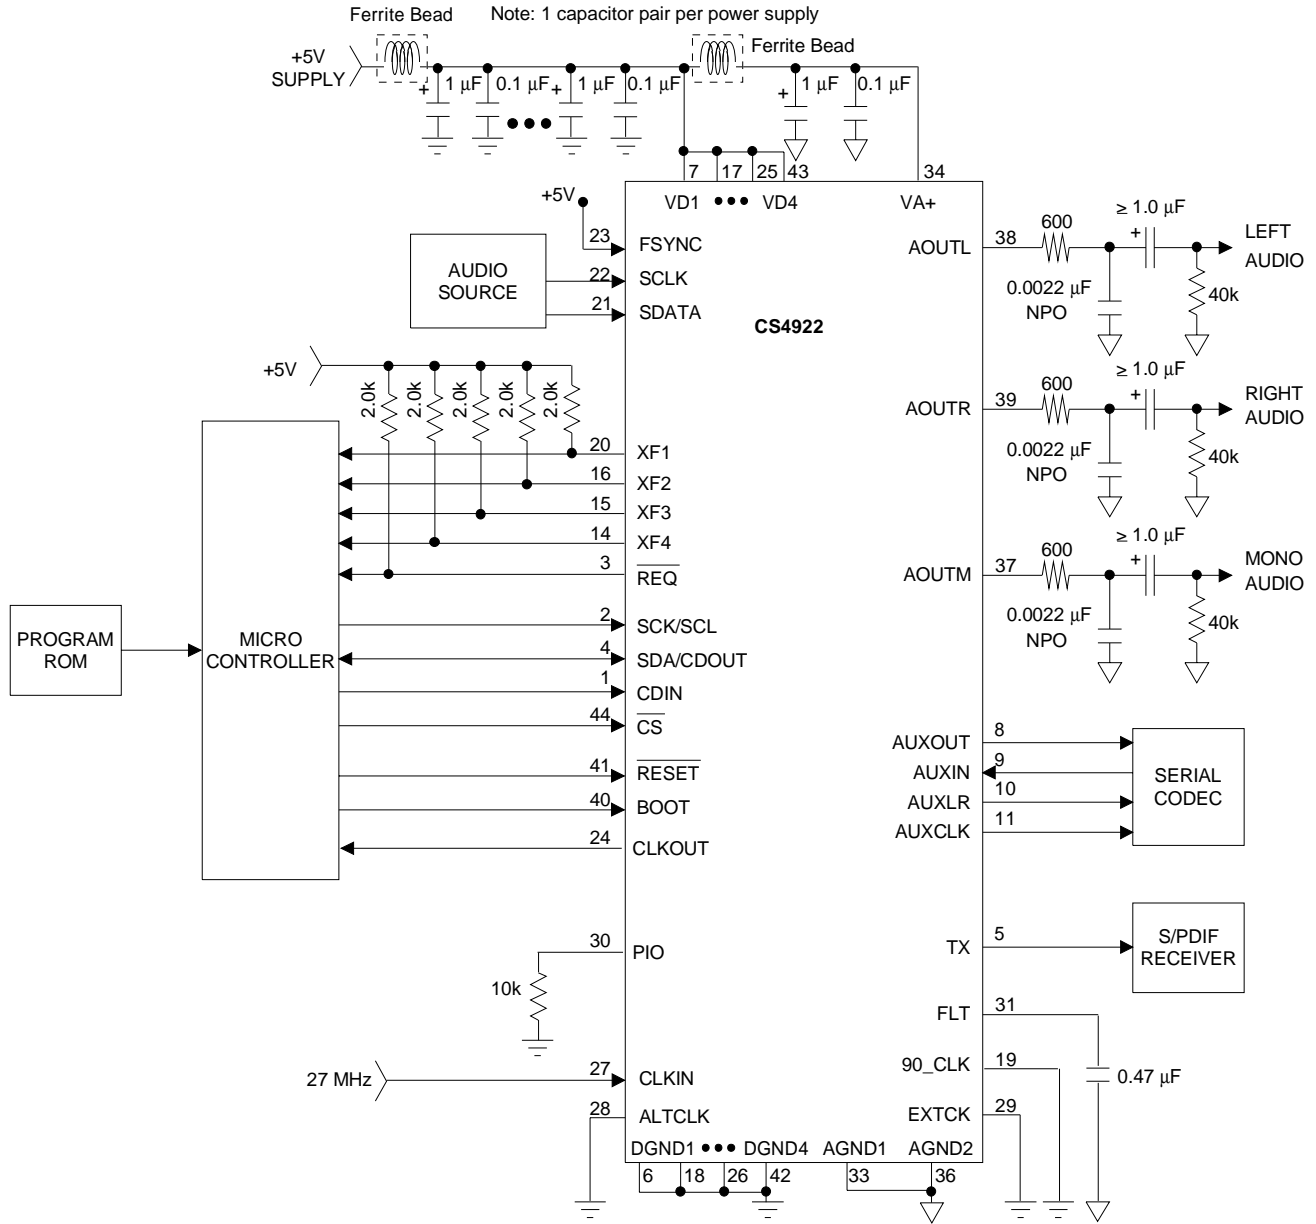 Ferrite Bead Note: 1 capacitor pair per power supply
+5V
SUPPLY
Ferrite Bead
+ 1 µF 0.1 µF + 1 µF 0.1 µF + 1 µF 0.1 µF
7 17 25 43 34
VD1 VD4 VA+
+5V
23 FSYNC
AUDIO
SOURCE
22 SCLK
21 SDATA
CS4922
+5V
2.0k 2.0k 2.0k 2.0k 2.0k
20 XF1
16 XF2
15 XF3
14 XF4
3 REQ
PROGRAM
ROM
MICRO
CONTROLLER
2 SCK/SCL
4 SDA/CDOUT
1 CDIN
44 CS
41 RESET
40 BOOT
24 CLKOUT
30 PIO
10k
27 MHz
27 CLKIN
28 ALTCLK
DGND1 DGND4 AGND1 AGND2
6 18 26 42 33 36
AOUTL 38 600 ≥ 1.0 µF +
LEFT
AUDIO
0.0022 µF
NPO
40k
AOUTR 39 600 ≥ 1.0 µF +
RIGHT
AUDIO
0.0022 µF
NPO
40k
AOUTM 37 600 ≥ 1.0 µF +
MONO
AUDIO
0.0022 µF
NPO
40k
AUXOUT 8
AUXIN 9
AUXLR 10
AUXCLK 11
SERIAL
CODEC
TX 5
S/PDIF
RECEIVER
FLT 31
90_CLK 19
0.47 µF
EXTCK 29